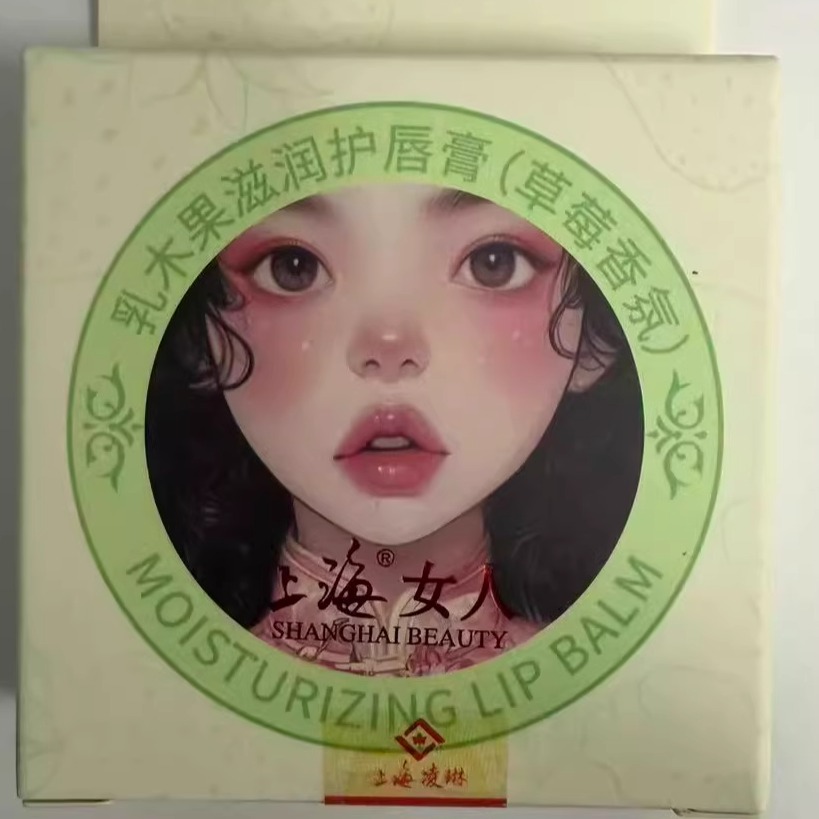 乳木果滋润护唇膏(草莓香氛)
上海®女人
SHANGHAI BEAUTY
MOISTURIZING LIP BALM
上海凌琳